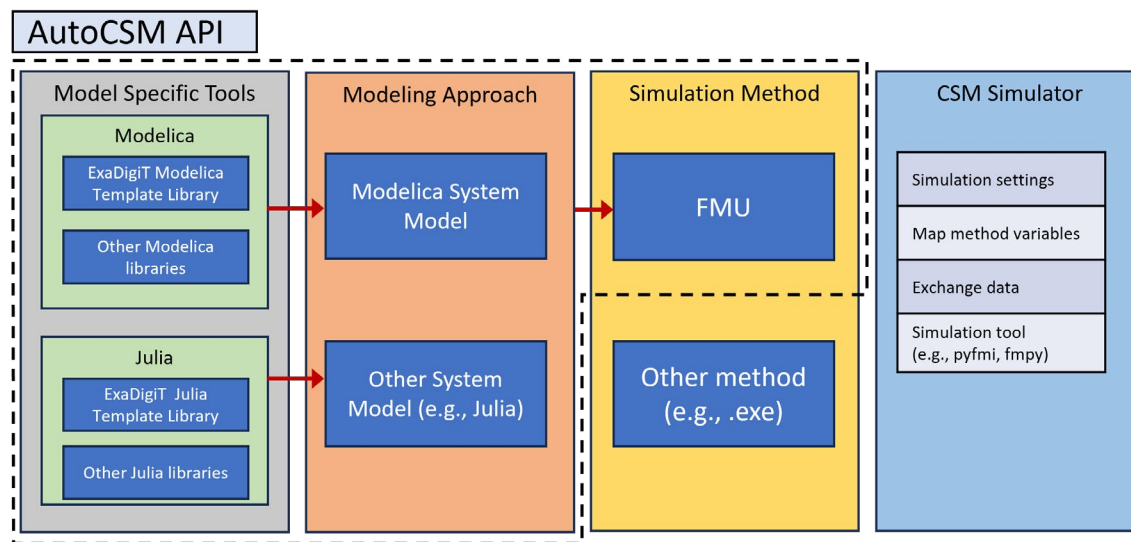 AutoCSM API
Model Specific Tools
Modelica
ExaDigiT Modelica
Template Library
Other Modelica
libraries
Julia
ExaDigiT Julia
Template Library
Other Julia libraries
Modeling Approach
Modelica System
Model
Other System
Model (e.g., Julia)
Simulation Method
FMU
Other method
(e.g., .exe)
CSM Simulator
Simulation settings
Map method variables
Exchange data
Simulation tool
(e.g., pyfmi, fmpy)